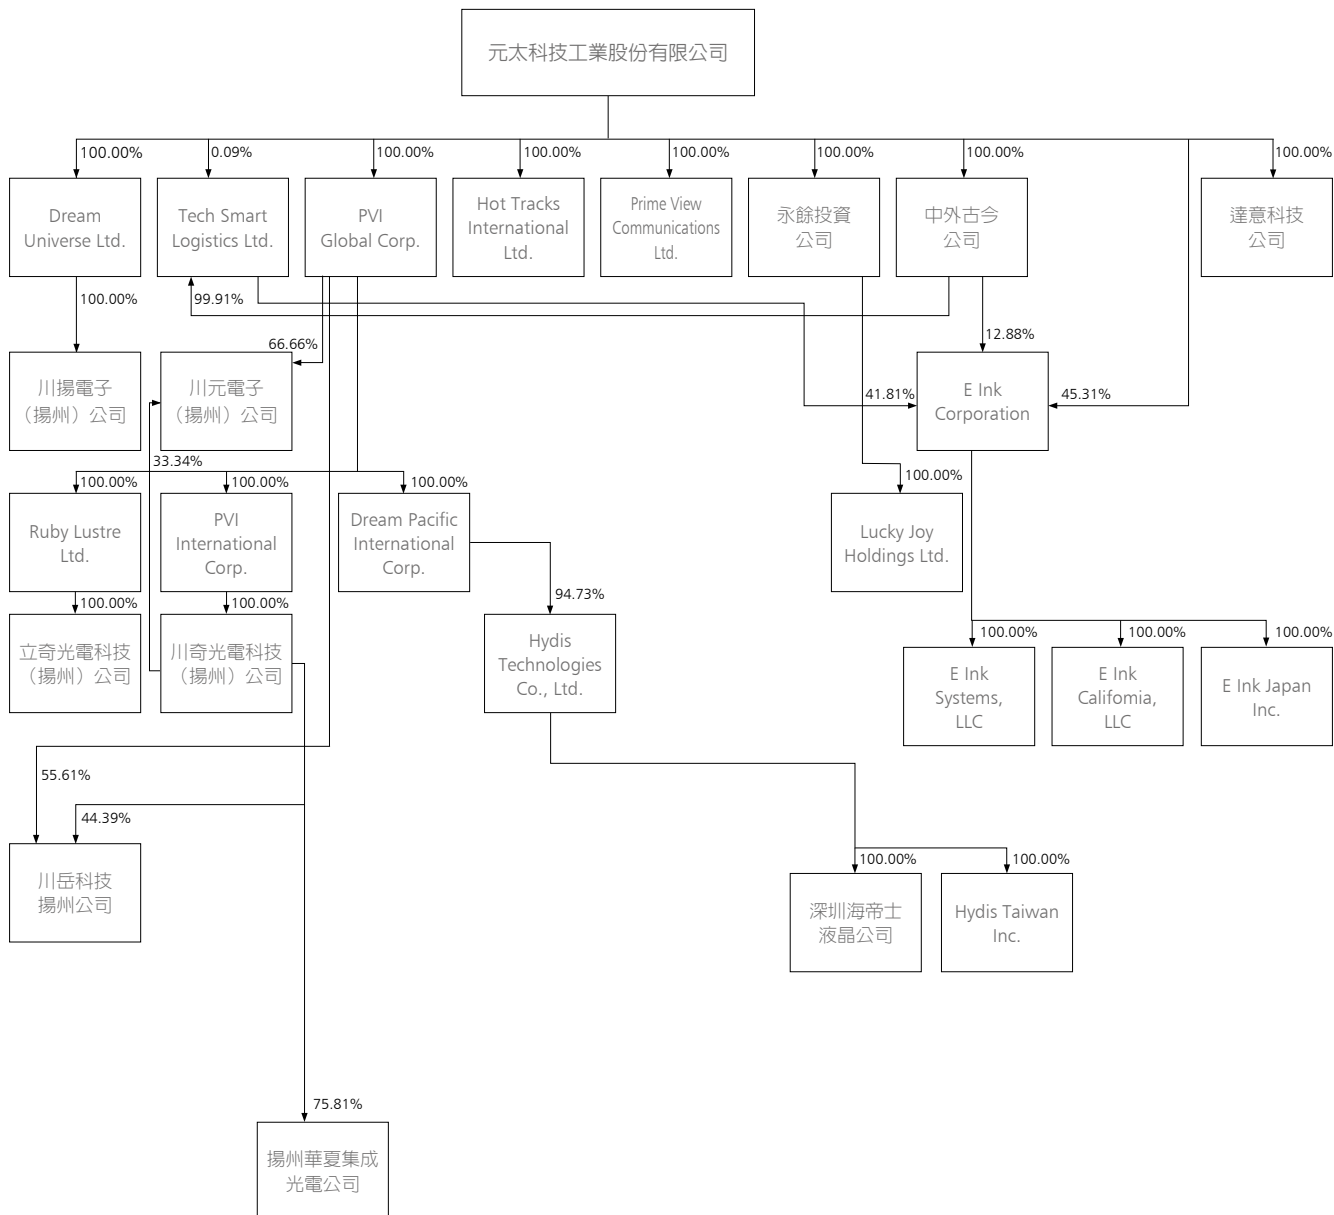 元太科技工業股份有限公司
100.00%
0.09%
100.00%
100.00%
100.00%
100.00%
100.00%
100.00%
Dream
Universe Ltd.
Tech Smart
Logistics Ltd.
PVI
Global Corp.
Hot Tracks
International
Ltd.
Prime View
Communications
Ltd.
永餘投資
公司
中外古今
公司
達意科技
公司
100.00%
99.91%
66.66%
12.88%
川揚電子
（揚州）公司
川元電子
（揚州）公司
41.81%
E Ink
Corporation
45.31%
33.34%
100.00%
100.00%
100.00%
100.00%
Ruby Lustre
Ltd.
PVI
International
Corp.
Dream Pacific
International
Corp.
Lucky Joy
Holdings Ltd.
100.00%
100.00%
94.73%
立奇光電科技
（揚州）公司
川奇光電科技
（揚州）公司
Hydis
Technologies
Co., Ltd.
100.00%
100.00%
100.00%
E Ink
Systems,
LLC
E Ink
Califomia,
LLC
E Ink Japan
Inc.
55.61%
44.39%
川岳科技
揚州公司
100.00%
100.00%
深圳海帝士
液晶公司
Hydis Taiwan
Inc.
75.81%
揚州華夏集成
光電公司